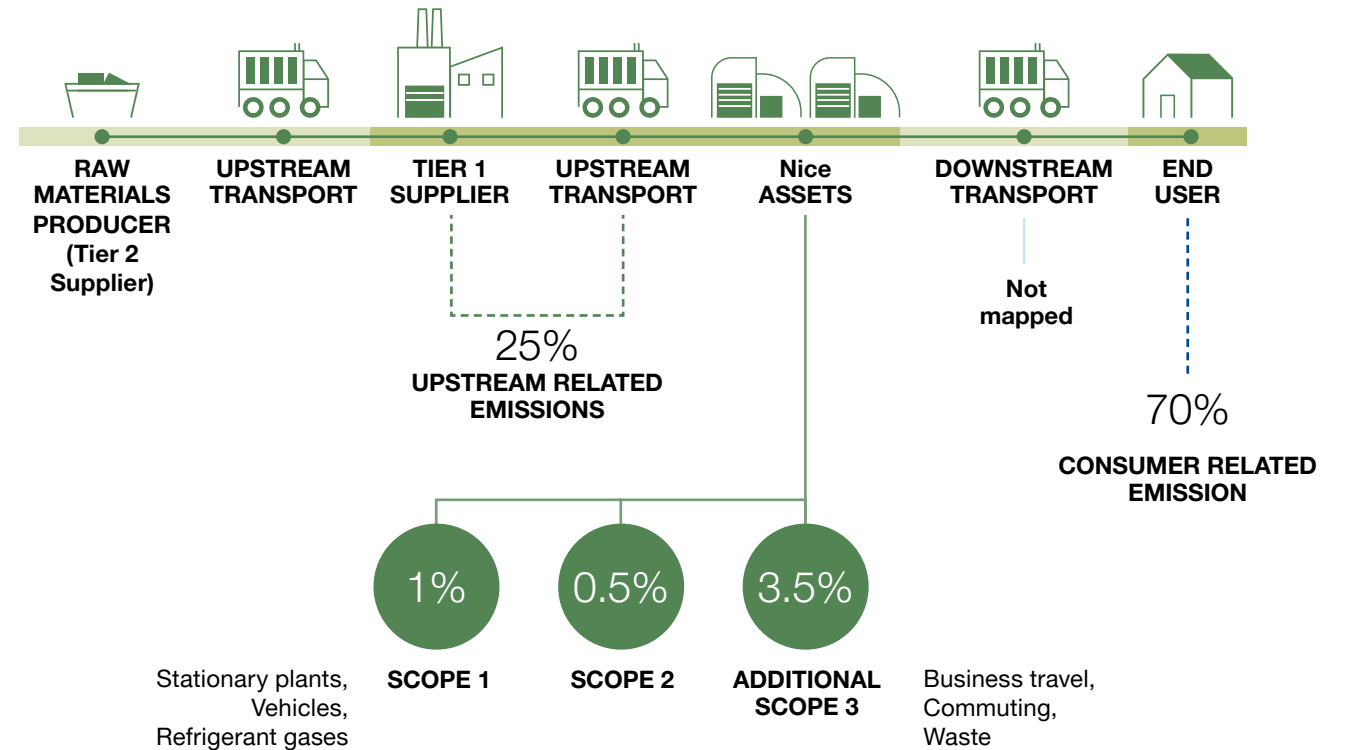 RAW
MATERIALS
PRODUCER
(Tier 2
Supplier)
UPSTREAM
TRANSPORT
TIER 1
SUPPLIER
UPSTREAM
TRANSPORT
Nice
ASSETS
DOWNSTREAM
TRANSPORT
END
USER
Not
mapped
25%
UPSTREAM RELATED
EMISSIONS
70%
CONSUMER RELATED
EMISSION
1%
0.5%
3.5%
Stationary plants,
Vehicles,
Refrigerant gases
SCOPE 1
SCOPE 2
ADDITIONAL
SCOPE 3
Business travel,
Commuting,
Waste